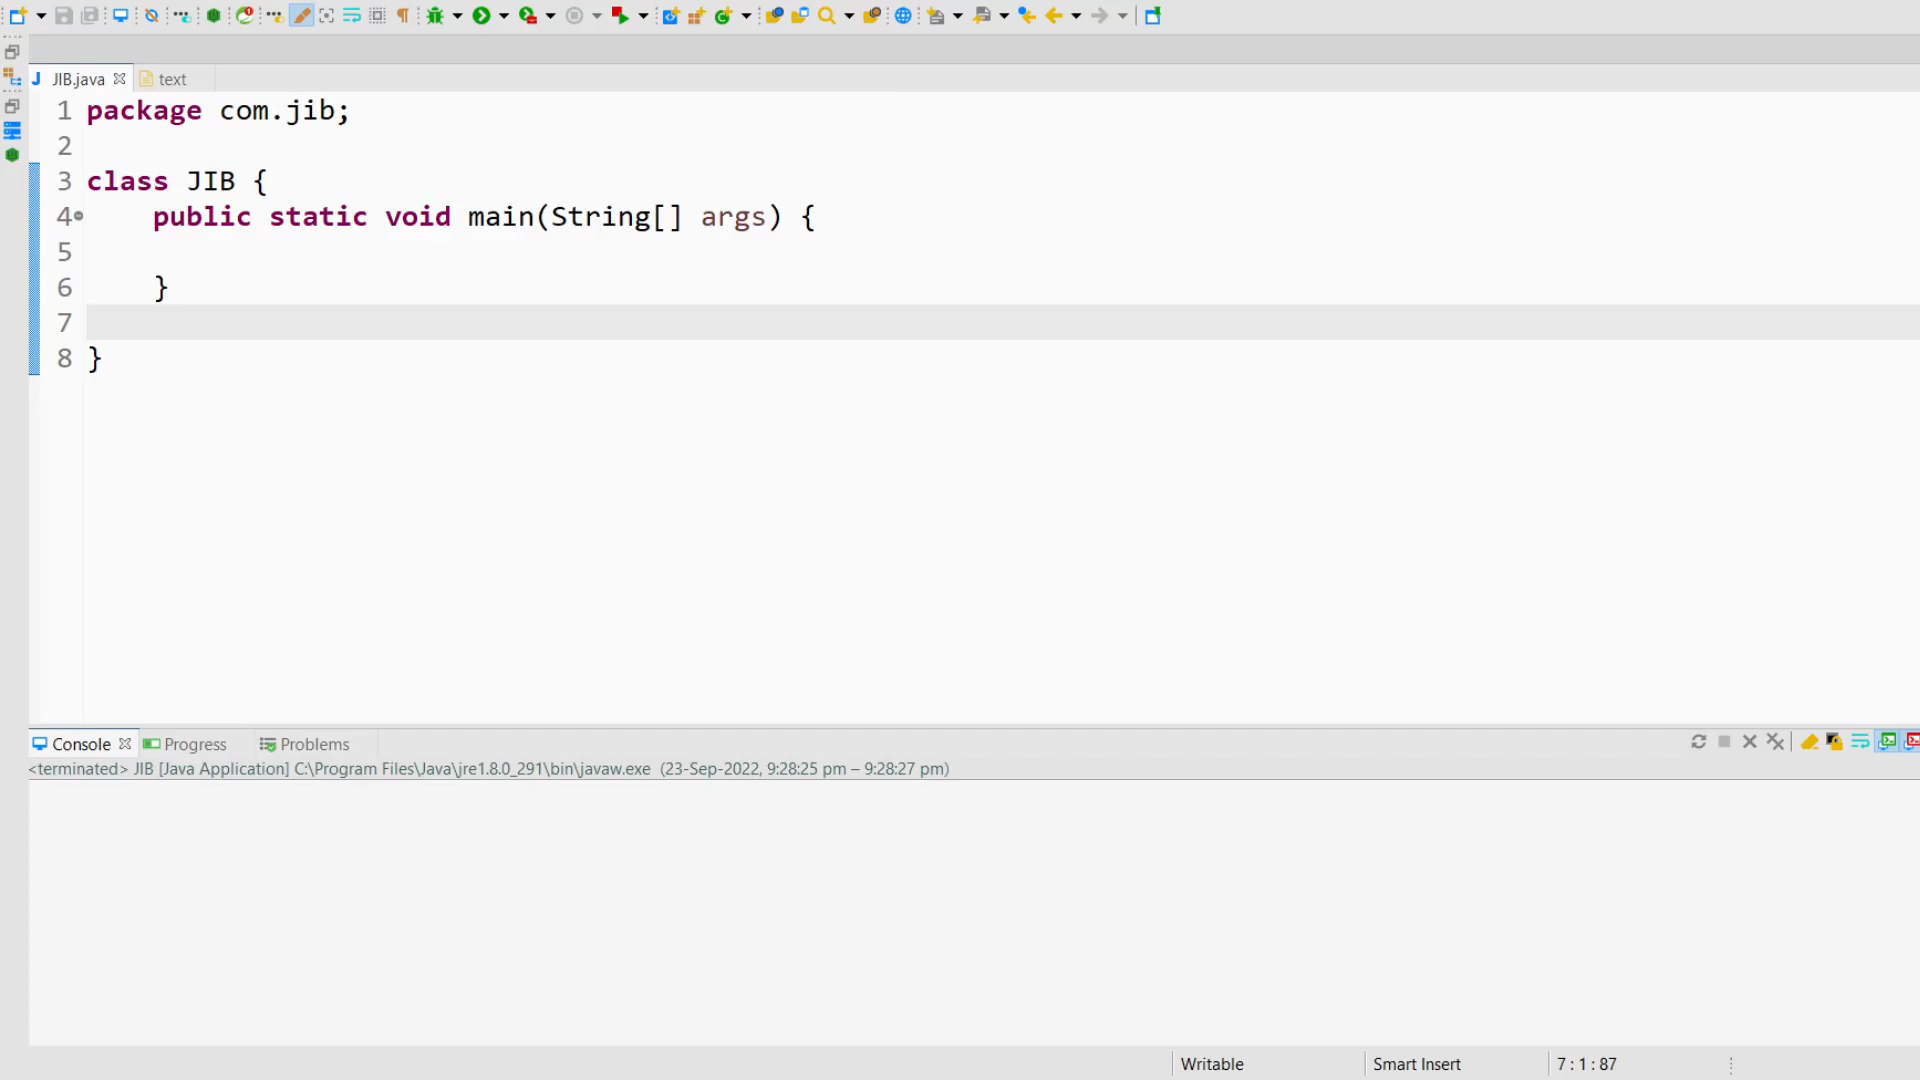 JIB.java
text
1 package com.jib;
2
3 class JIB {
4 public static void main(String[] args) {
5
6 }
7
8 }
Console Progress Problems
<terminated> JIB [Java Application] C:\Program Files\Java\jre1.8.0_291\bin\javaw.exe (23-Sep-2022, 9:28:25 pm – 9:28:27 pm)
Writable Smart Insert 7 : 1 : 87